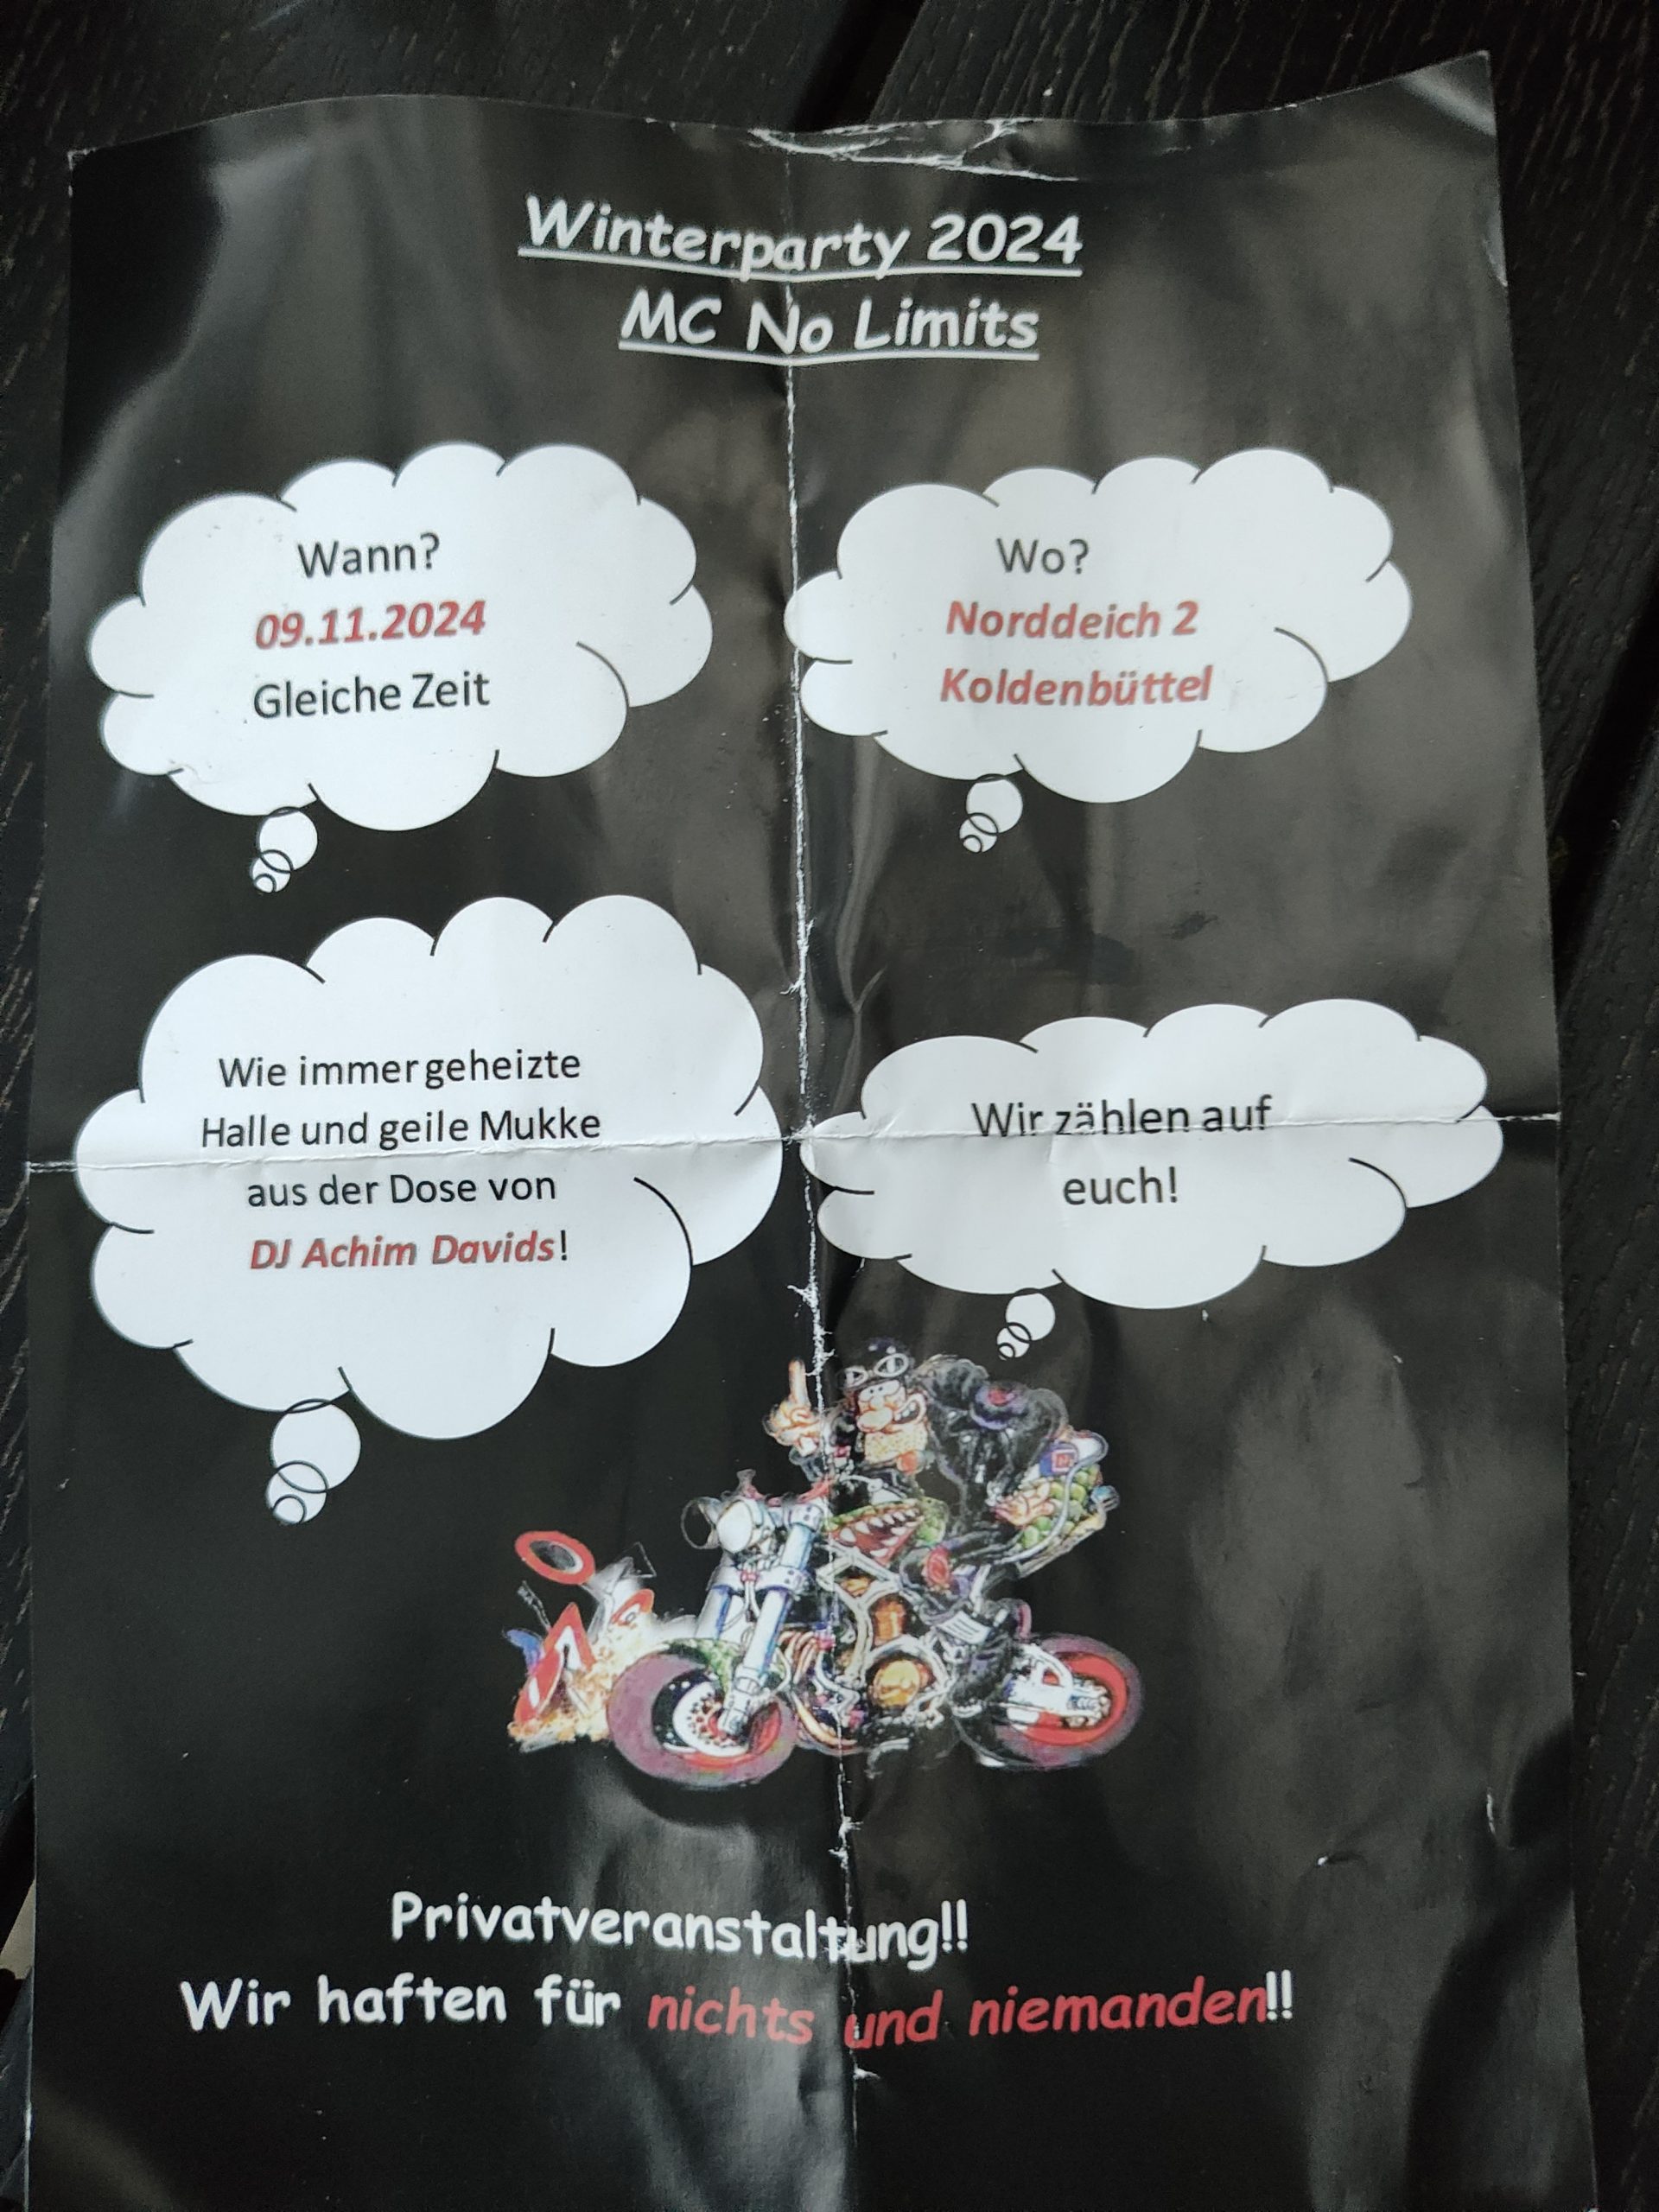 Winterparty 2024
MC No Limits
Wann?
09.11.2024
Gleiche Zeit
Wo?
Norddeich 2
Koldenbüttel
Wie immer geheizte
Halle und geile Mukke
aus der Dose von
DJ Achim Davids!
Wir zählen auf
euch!
Privatveranstaltung!!
Wir haften für nichts und niemanden!!